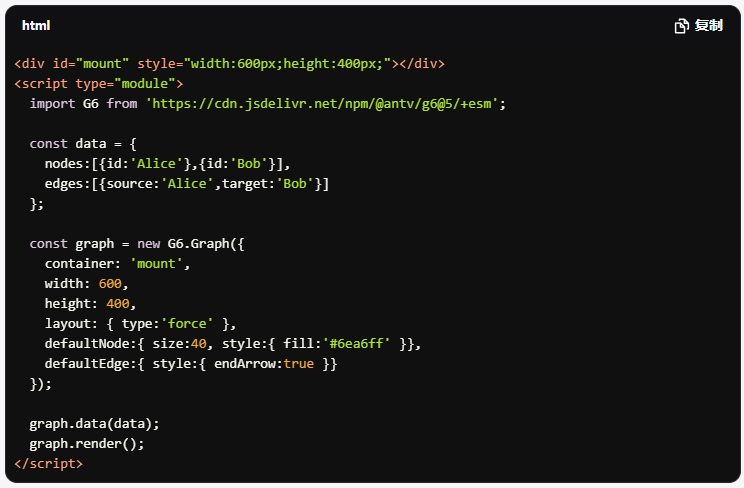 html
复制
<div id="mount" style="width:600px;height:400px;"></div>
<script type="module">
  import G6 from 'https://cdn.jsdelivr.net/npm/@antv/g6@5/+esm';

  const data = {
    nodes:[{id:'Alice'},{id:'Bob'}],
    edges:[{source:'Alice',target:'Bob'}]
  };

  const graph = new G6.Graph({
    container: 'mount',
    width: 600,
    height: 400,
    layout: { type:'force' },
    defaultNode:{ size:40, style:{ fill:'#6ea6ff' }},
    defaultEdge:{ style:{ endArrow:true }}
  });

  graph.data(data);
  graph.render();
</script>